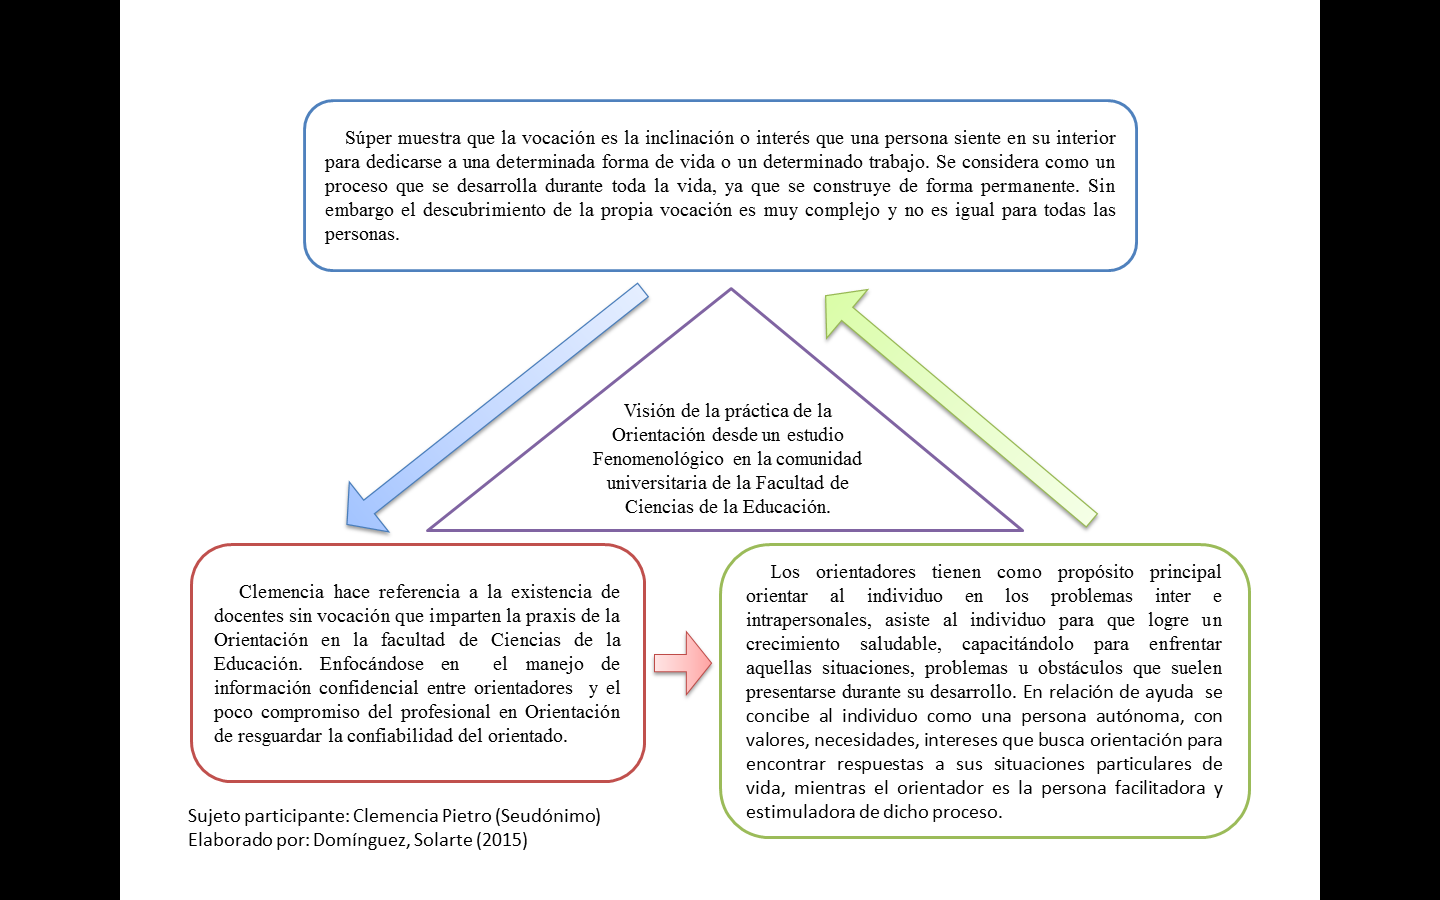 Súper muestra que la vocación es la inclinación o interés que una persona siente en su interior
para dedicarse a una determinada forma de vida o un determinado trabajo. Se considera como un
proceso que se desarrolla durante toda la vida, ya que se construye de forma permanente. Sin
embargo el descubrimiento de la propia vocación es muy complejo y no es igual para todas las
personas.
Visión de la práctica de la
Orientación desde un estudio
Fenomenológico en la comunidad
universitaria de la Facultad de
Ciencias de la Educación.
Clemencia hace referencia a la existencia de
docentes sin vocación que imparten la praxis de la
Orientación en la facultad de Ciencias de la
Educación. Enfocándose en el manejo de
información confidencial entre orientadores y el
poco compromiso del profesional en Orientación
de resguardar la confiabilidad del orientado.
Los orientadores tienen como propósito principal
orientar al individuo en los problemas inter e
intrapersonales, asiste al individuo para que logre un
crecimiento saludable, capacitándolo para enfrentar
aquellas situaciones, problemas u obstáculos que suelen
presentarse durante su desarrollo. En relación de ayuda se
concibe al individuo como una persona autónoma, con
valores, necesidades, intereses que busca orientación para
encontrar respuestas a sus situaciones particulares de
vida, mientras el orientador es la persona facilitadora y
estimuladora de dicho proceso.
Sujeto participante: Clemencia Pietro (Seudónimo)
Elaborado por: Domínguez, Solarte (2015)